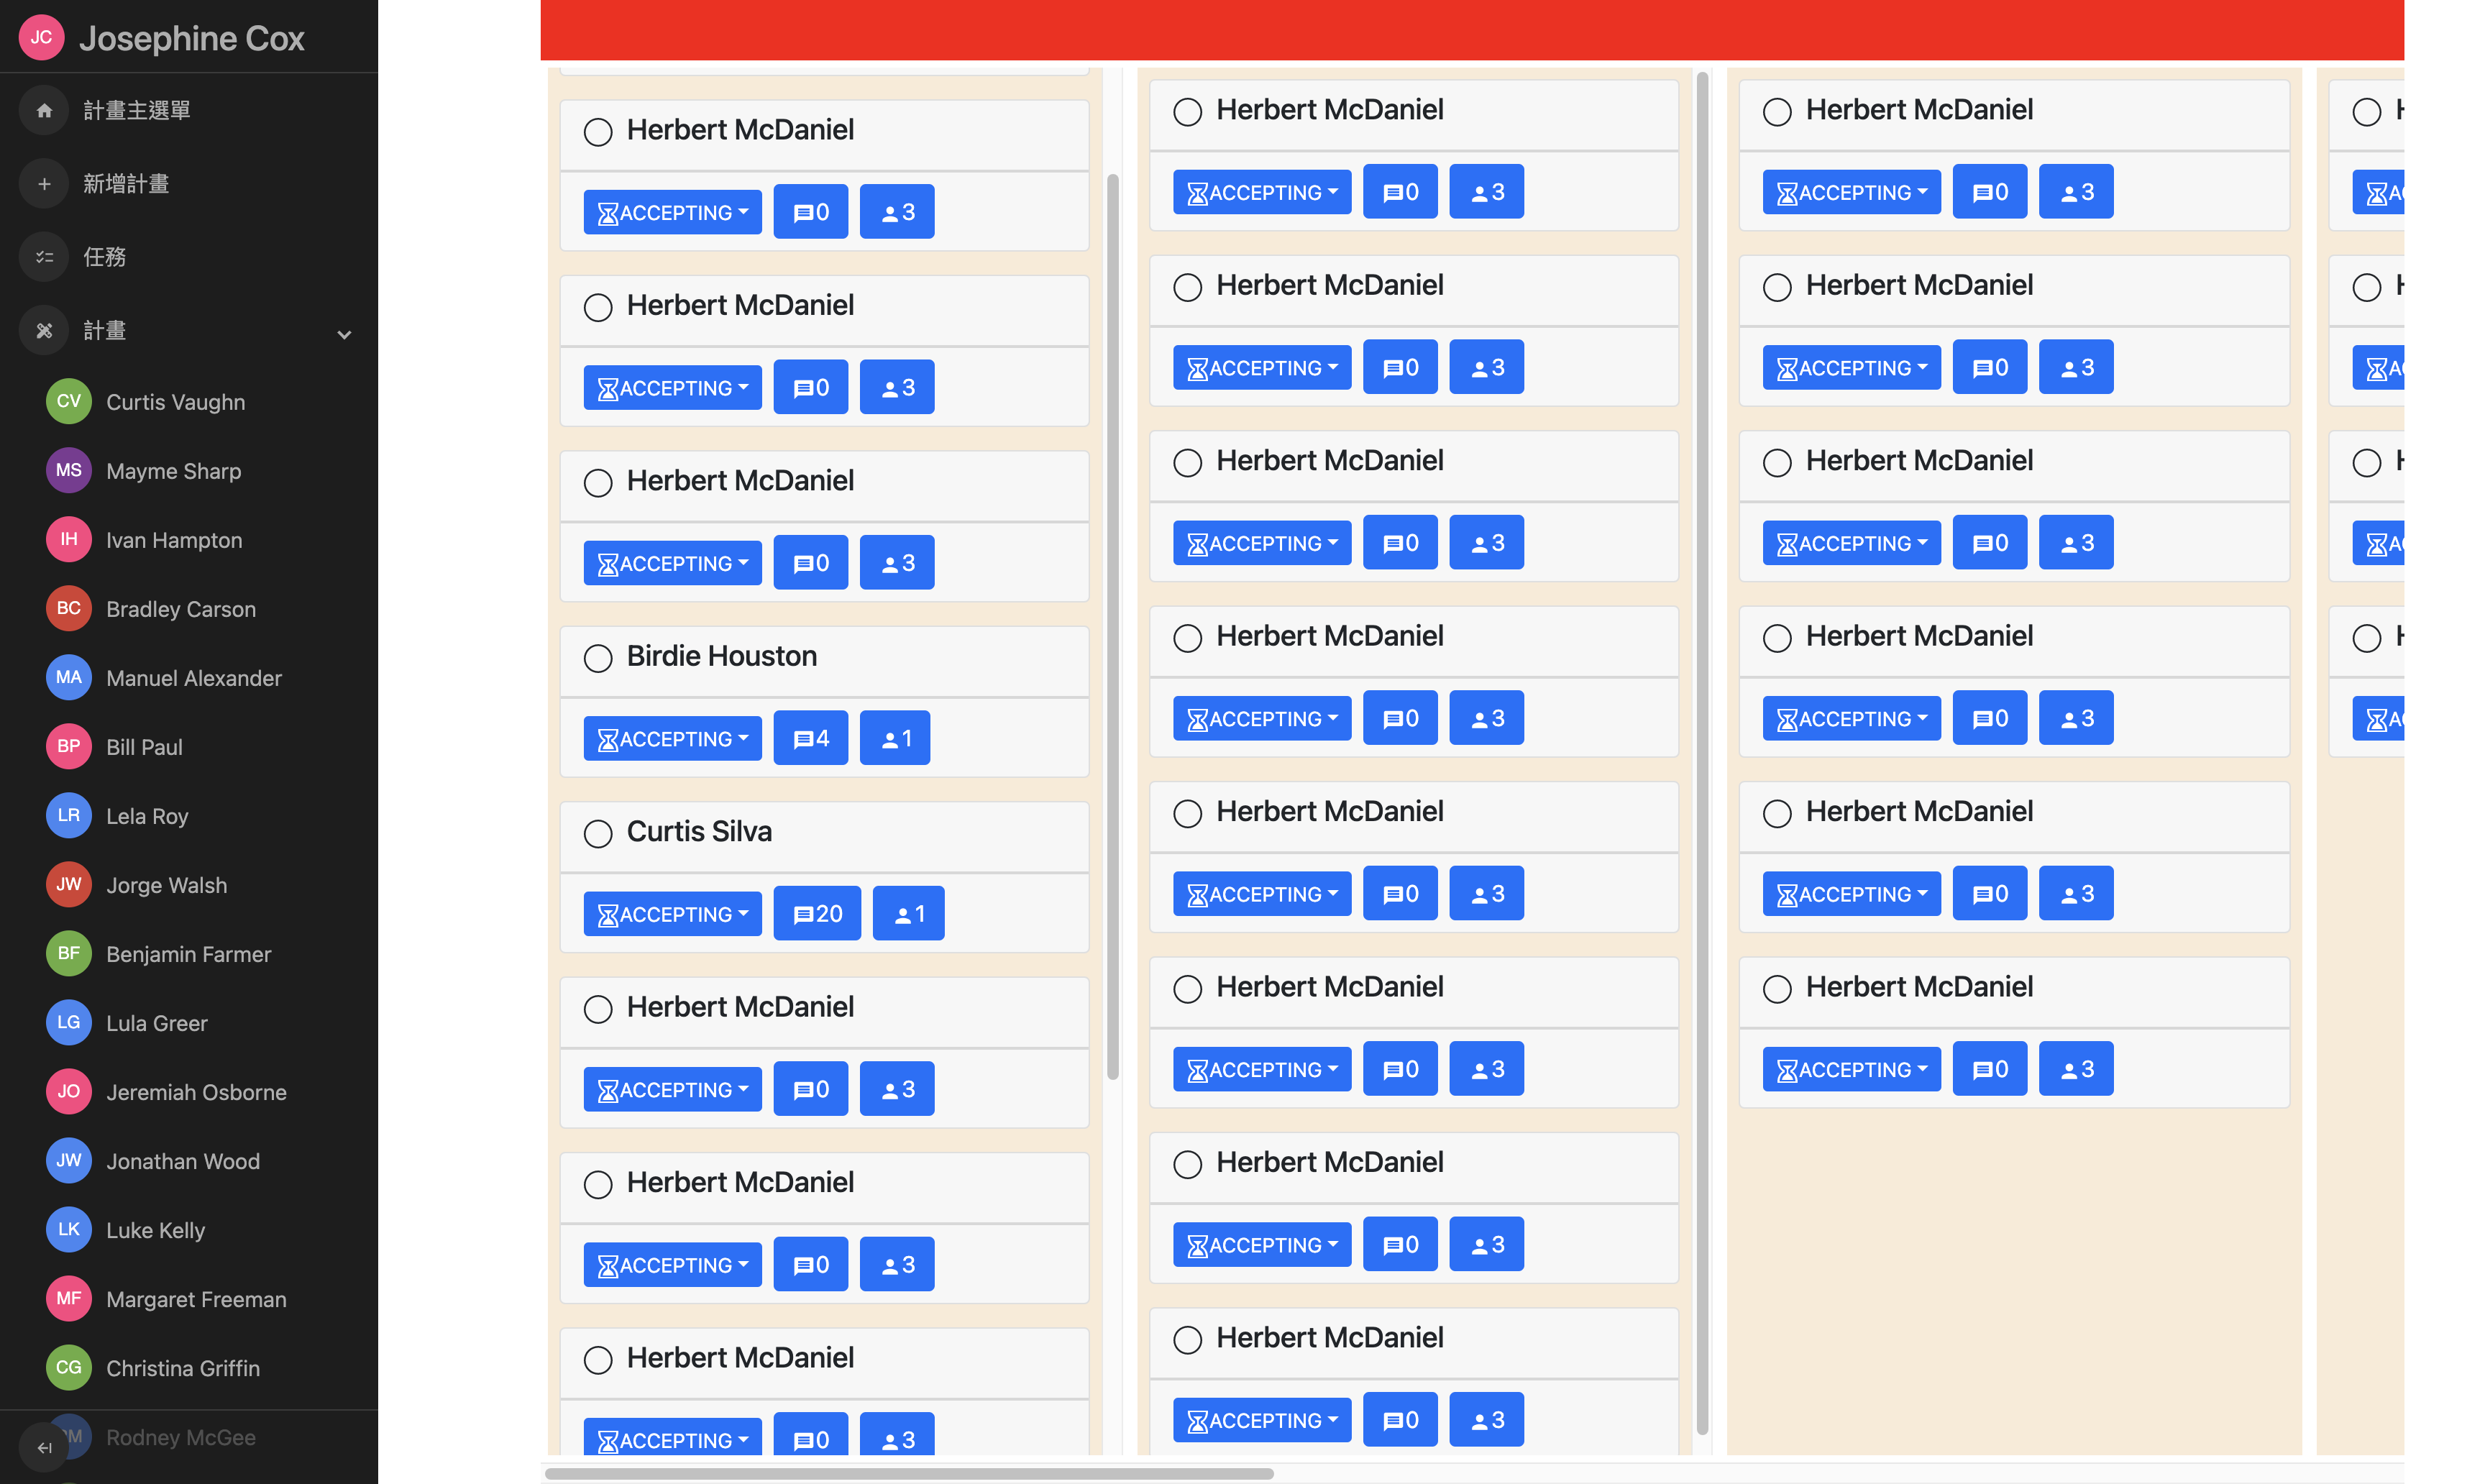 JC Josephine Cox
計畫主選單
新增計畫
任務
計畫
CV Curtis Vaughn
MS Mayme Sharp
IH Ivan Hampton
BC Bradley Carson
MA Manuel Alexander
BP Bill Paul
LR Lela Roy
JW Jorge Walsh
BF Benjamin Farmer
LG Lula Greer
JO Jeremiah Osborne
JW Jonathan Wood
LK Luke Kelly
MF Margaret Freeman
CG Christina Griffin
Rodney McGee
Herbert McDaniel
ACCEPTING 0 3
Herbert McDaniel
ACCEPTING 0 3
Herbert McDaniel
ACCEPTING 0 3
Birdie Houston
ACCEPTING 4 1
Curtis Silva
ACCEPTING 20 1
Herbert McDaniel
ACCEPTING 0 3
Herbert McDaniel
ACCEPTING 0 3
Herbert McDaniel
ACCEPTING 0 3
Herbert McDaniel
ACCEPTING 0 3
Herbert McDaniel
ACCEPTING 0 3
Herbert McDaniel
ACCEPTING 0 3
Herbert McDaniel
ACCEPTING 0 3
Herbert McDaniel
ACCEPTING 0 3
Herbert McDaniel
ACCEPTING 0 3
Herbert McDaniel
ACCEPTING 0 3
Herbert McDaniel
ACCEPTING 0 3
Herbert McDaniel
ACCEPTING 0 3
Herbert McDaniel
ACCEPTING 0 3
Herbert McDaniel
ACCEPTING 0 3
Herbert McDaniel
ACCEPTING 0 3
Herbert McDaniel
ACCEPTING 0 3
Herbert McDaniel
ACCEPTING 0 3